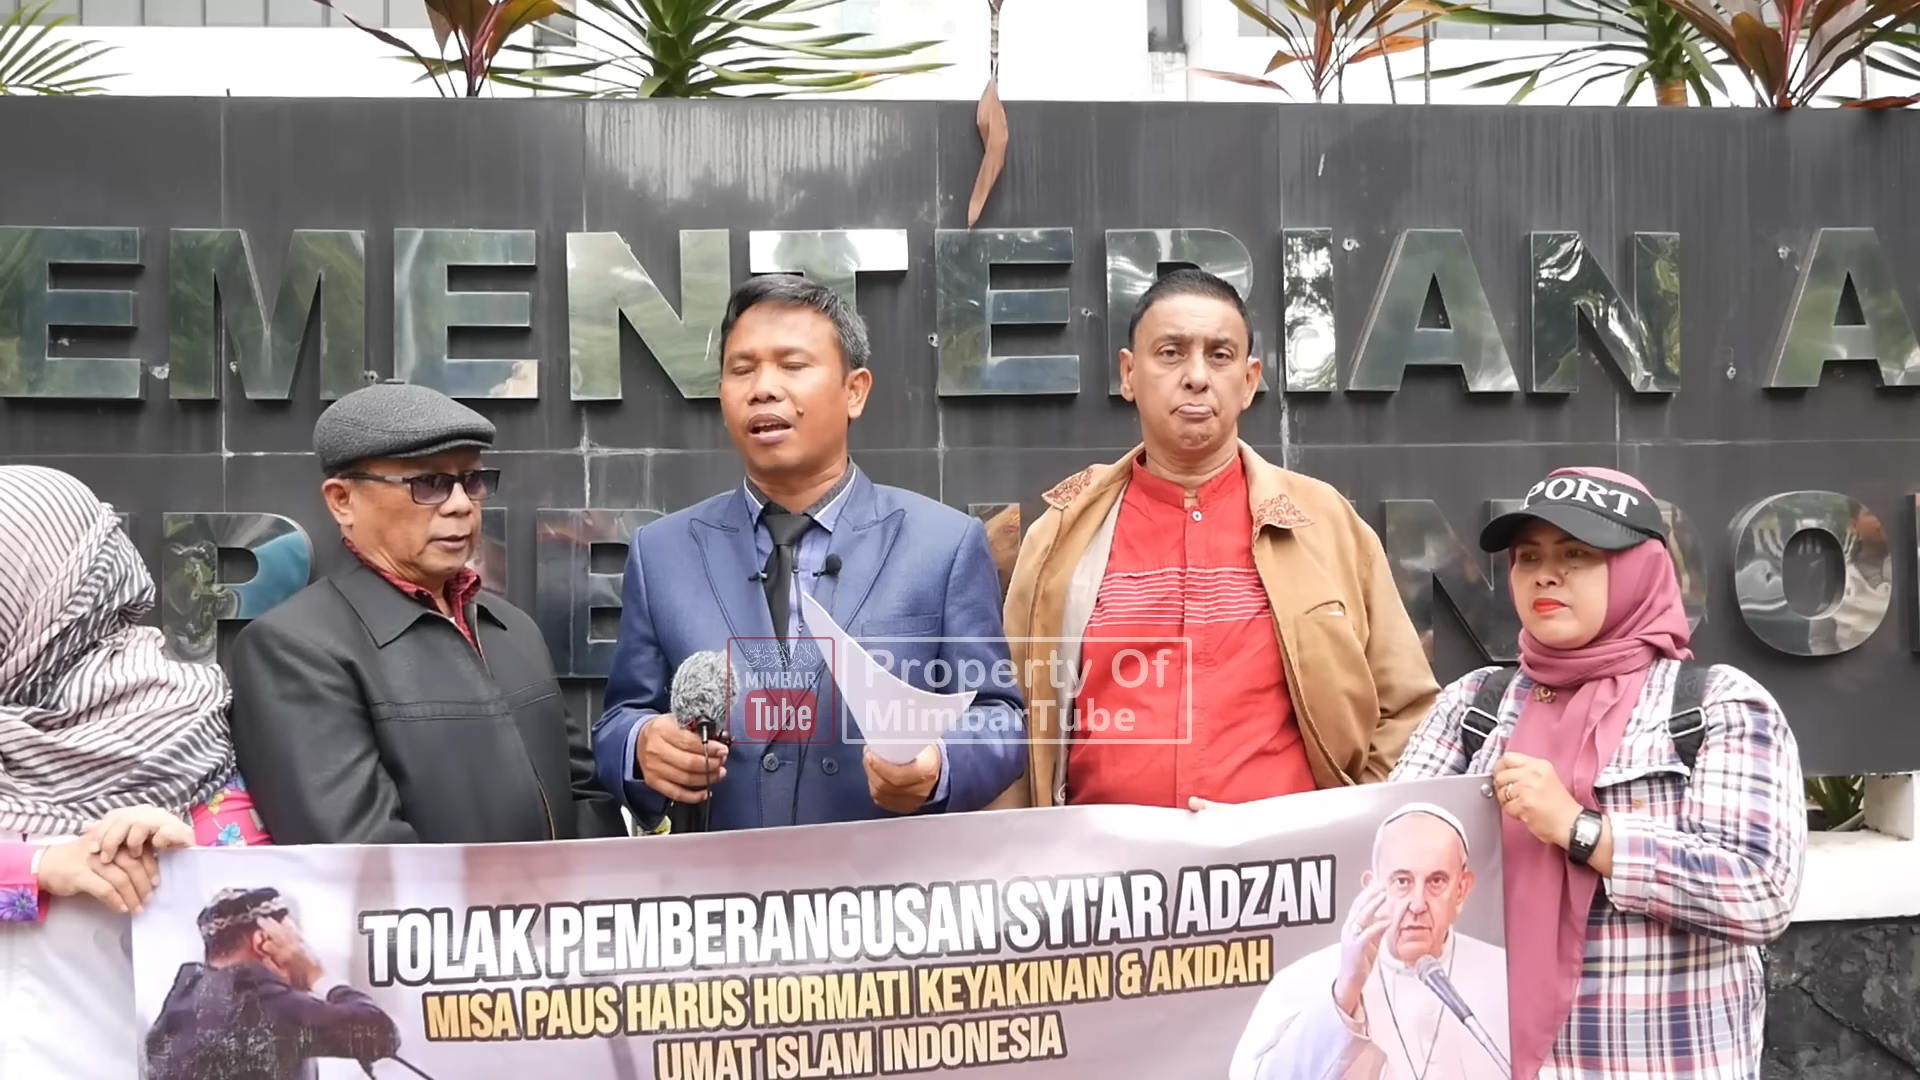 EMENTERIAN A
PORT
MIMBAR
Tube
Property Of
MimbarTube
TOLAK PEMBERANGUSAN SYI'AR ADZAN
MISA PAUS HARUS HORMATI KEYAKINAN & AKIDAH
UMAT ISLAM INDONESIA